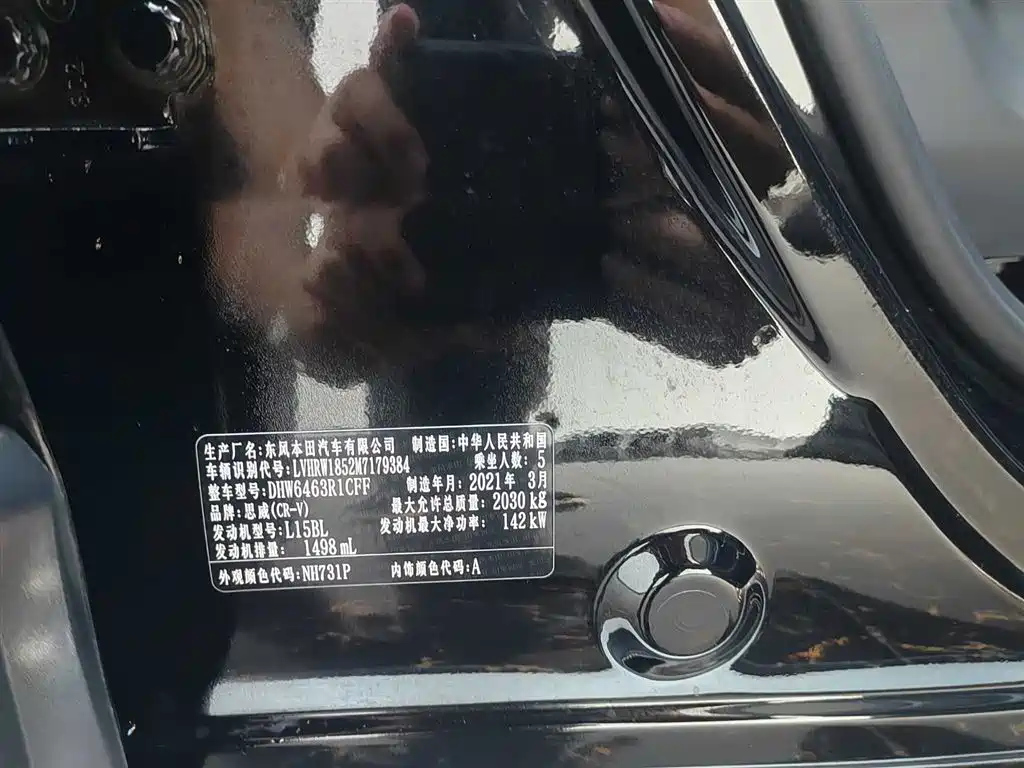 SC2
生产厂名:东风本田汽车有限公司 制造国:中华人民共和国
车辆识别代号:LVHRW1852M7179384 乘坐人数: 5
整车型号:DHW6463R1CFF 制造年月: 2021年 3月
品牌:思威(CR-V) 最大允许总质量: 2030 kg
发动机型号:L15BL 发动机最大净功率: 142 kW
发动机排量: 1498 mL
外观颜色代码:NH731P 内饰颜色代码:A